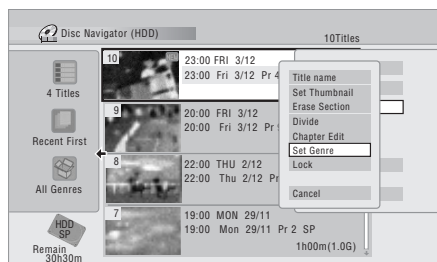 Disc Navigator (HDD)
10Titles
4 Titles
Recent First
All Genres
HDD
SP
Remain
30h30m
10
23:00 FRI 3/12
23:00 Fri 3/12 Pr 4
9
20:00 FRI 3/12
20:00 Fri 3/12 Pr
8
22:00 THU 2/12
22:00 Thu 2/12 Pr
7
19:00 MON 29/11
19:00 Mon 29/11 Pr 2 SP
1h00m(1.0G)
Title name
Set Thumbnail
Erase Section
Divide
Chapter Edit
Set Genre
Lock
Cancel